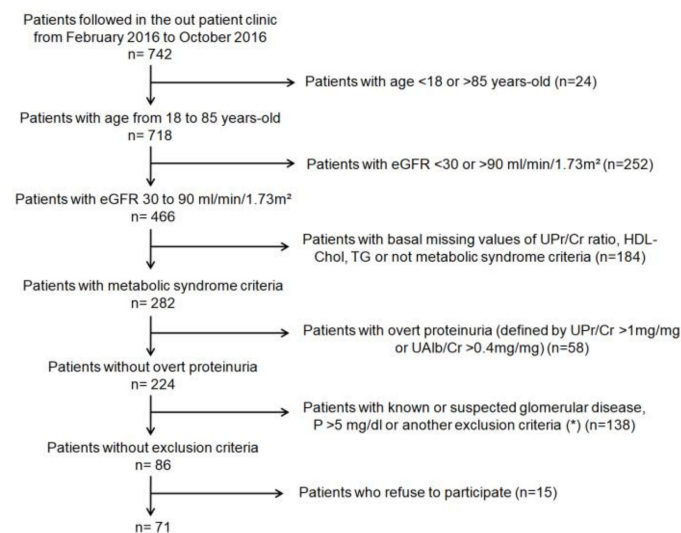 Patients followed in the out patient clinic
from February 2016 to October 2016
n= 742
Patients with age <18 or >85 years-old (n=24)
Patients with age from 18 to 85 years-old
n= 718
Patients with eGFR <30 or >90 ml/min/1.73m² (n=252)
Patients with eGFR 30 to 90 ml/min/1.73m²
n= 466
Patients with basal missing values of UPr/Cr ratio, HDL-
Chol, TG or not metabolic syndrome criteria (n=184)
Patients with metabolic syndrome criteria
n= 282
Patients with overt proteinuria (defined by UPr/Cr >1mg/mg
or UAlb/Cr >0.4mg/mg) (n=58)
Patients without overt proteinuria
n= 224
Patients with known or suspected glomerular disease,
P >5 mg/dl or another exclusion criteria (*) (n=138)
Patients without exclusion criteria
n= 86
Patients who refuse to participate (n=15)
n= 71